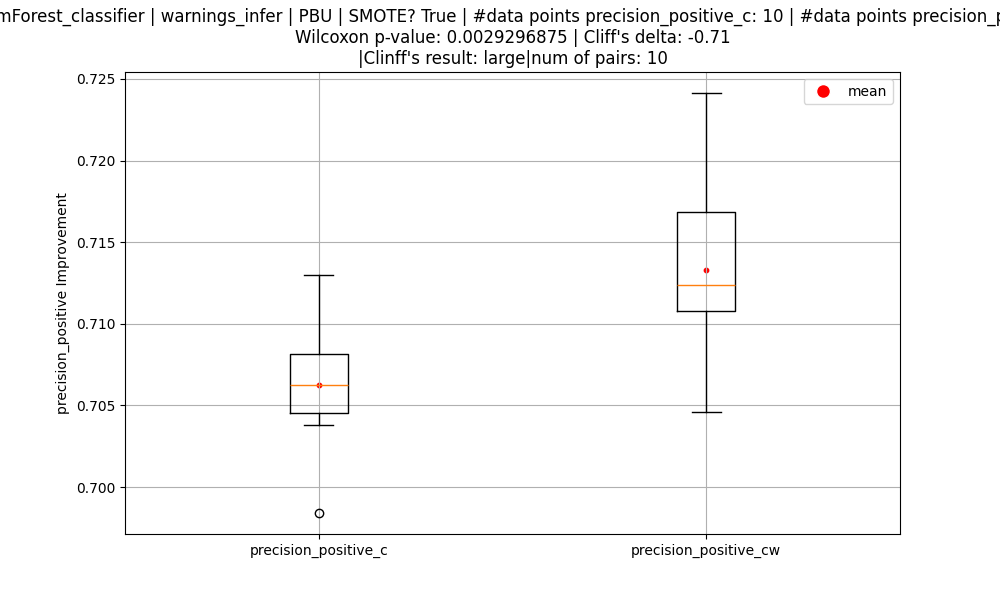 mForest_classifier | warnings_infer | PBU | SMOTE? True | #data points precision_positive_c: 10 | #data points precision_p
Wilcoxon p-value: 0.0029296875 | Cliff's delta: -0.71
|Clinff's result: large|num of pairs: 10
mean
0.725
0.720
0.715
0.710
0.705
0.700
precision_positive Improvement
precision_positive_c
precision_positive_cw